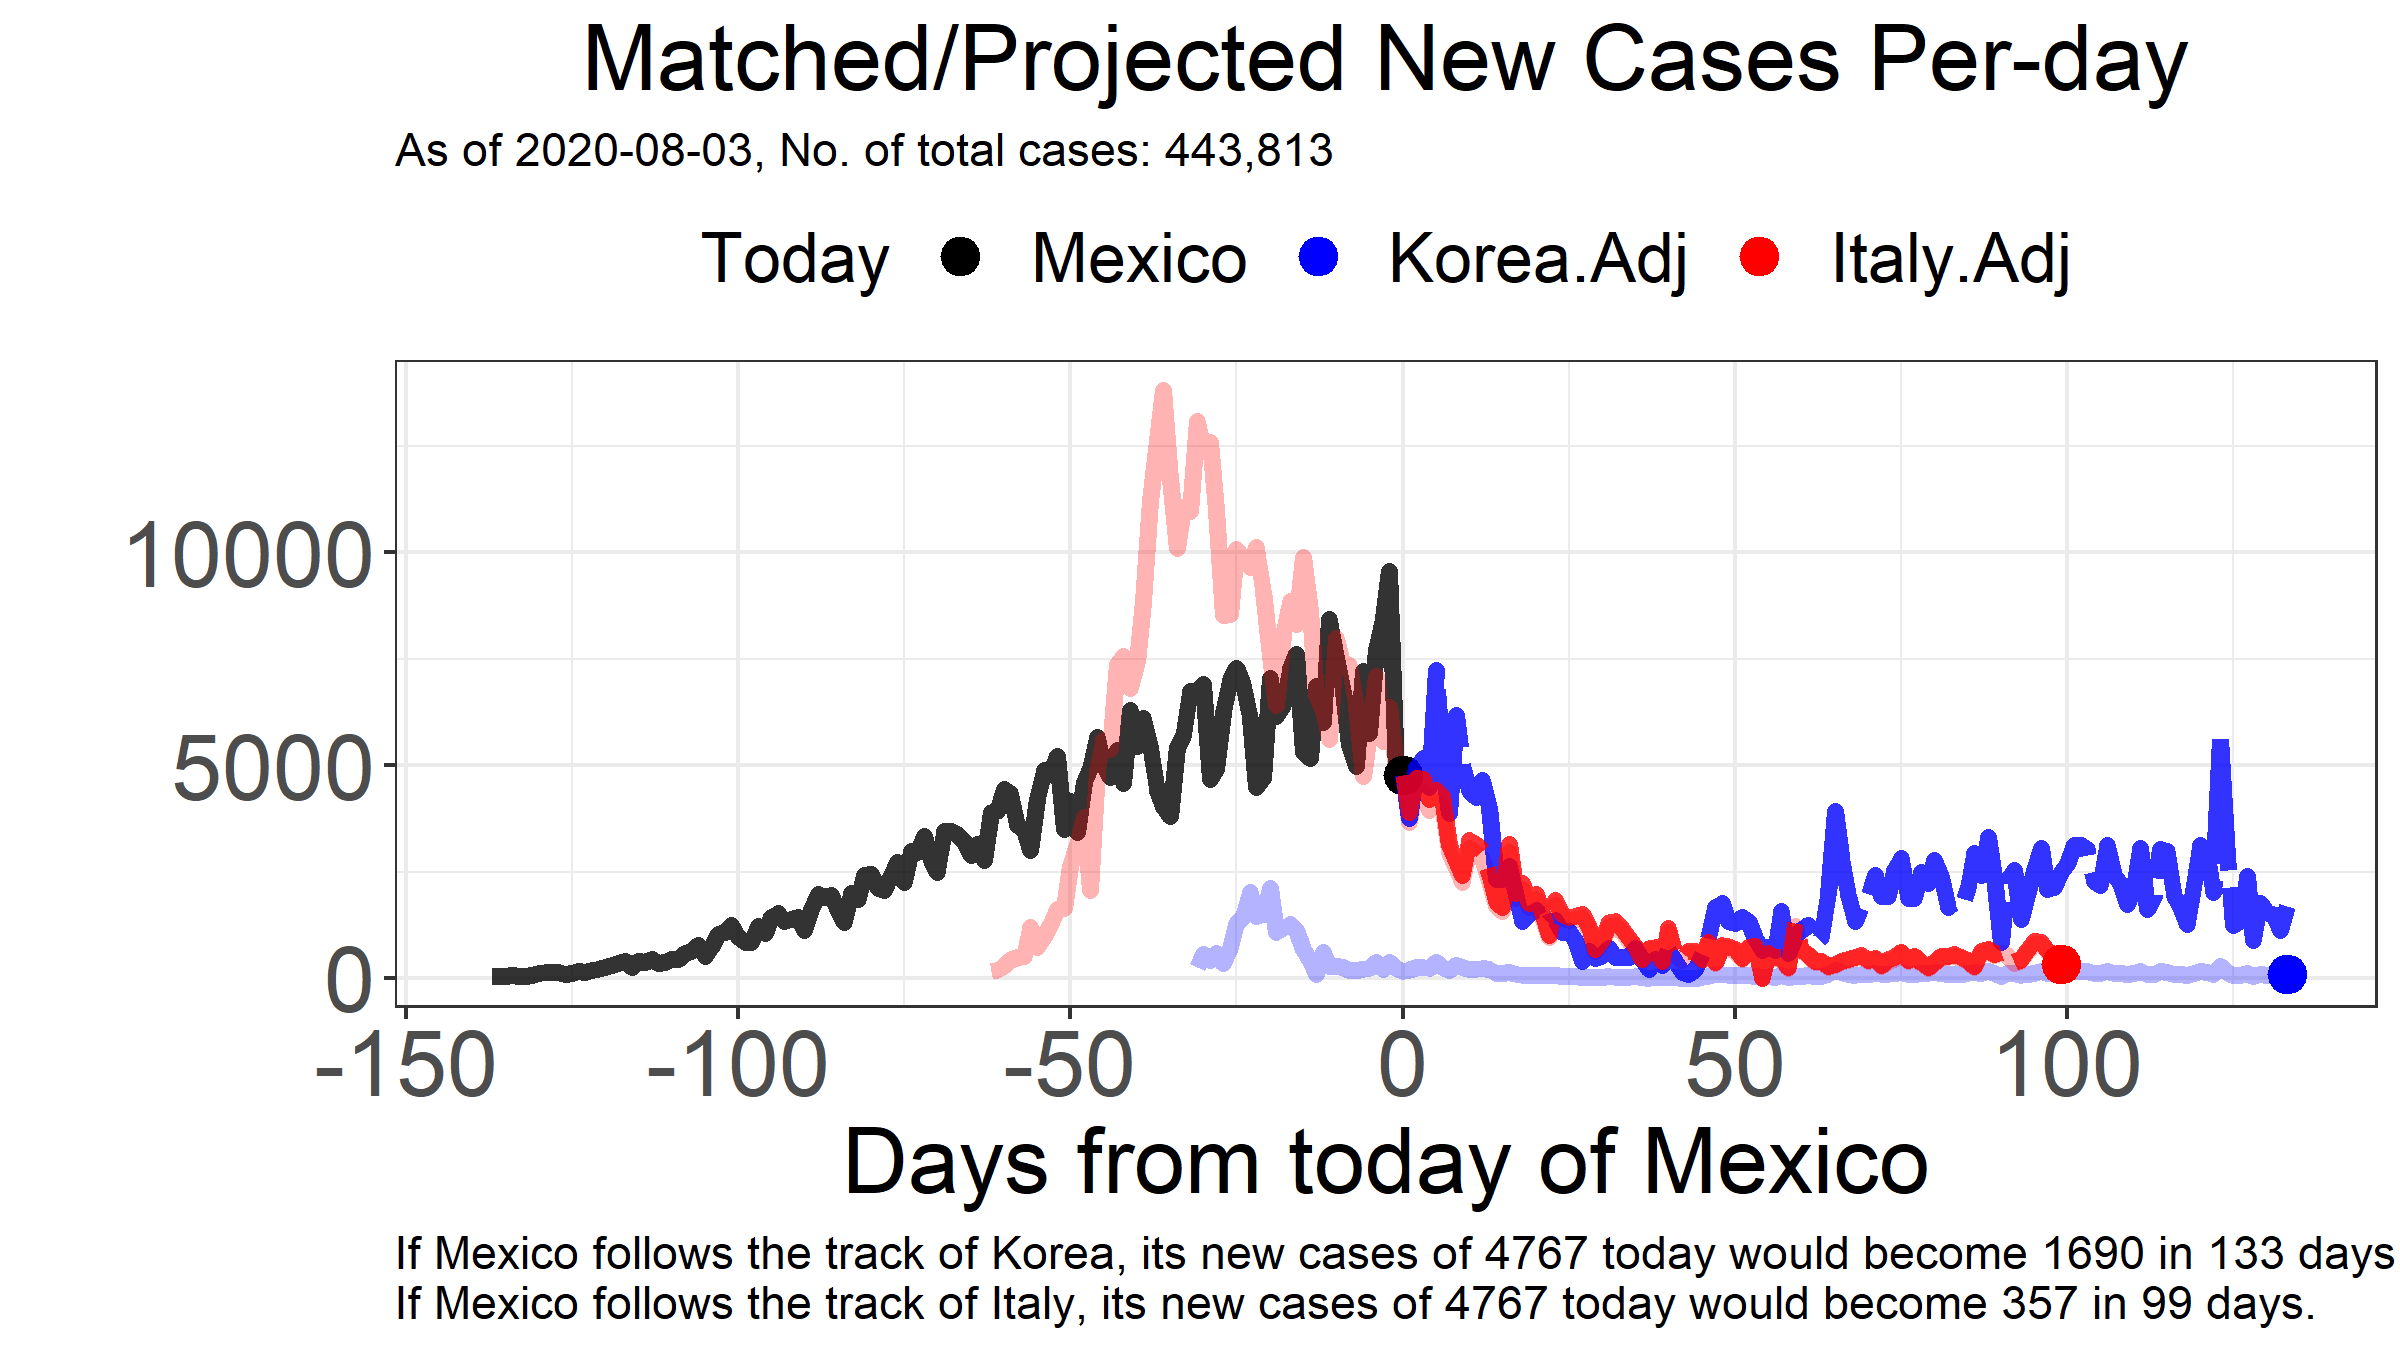 Matched/Projected New Cases Per-day
As of 2020-08-03, No. of total cases: 443,813
Today Mexico Korea.Adj Italy.Adj
10000
5000
0
-150 -100 -50 0 50 100
Days from today of Mexico
If Mexico follows the track of Korea, its new cases of 4767 today would become 1690 in 133 days
If Mexico follows the track of Italy, its new cases of 4767 today would become 357 in 99 days.